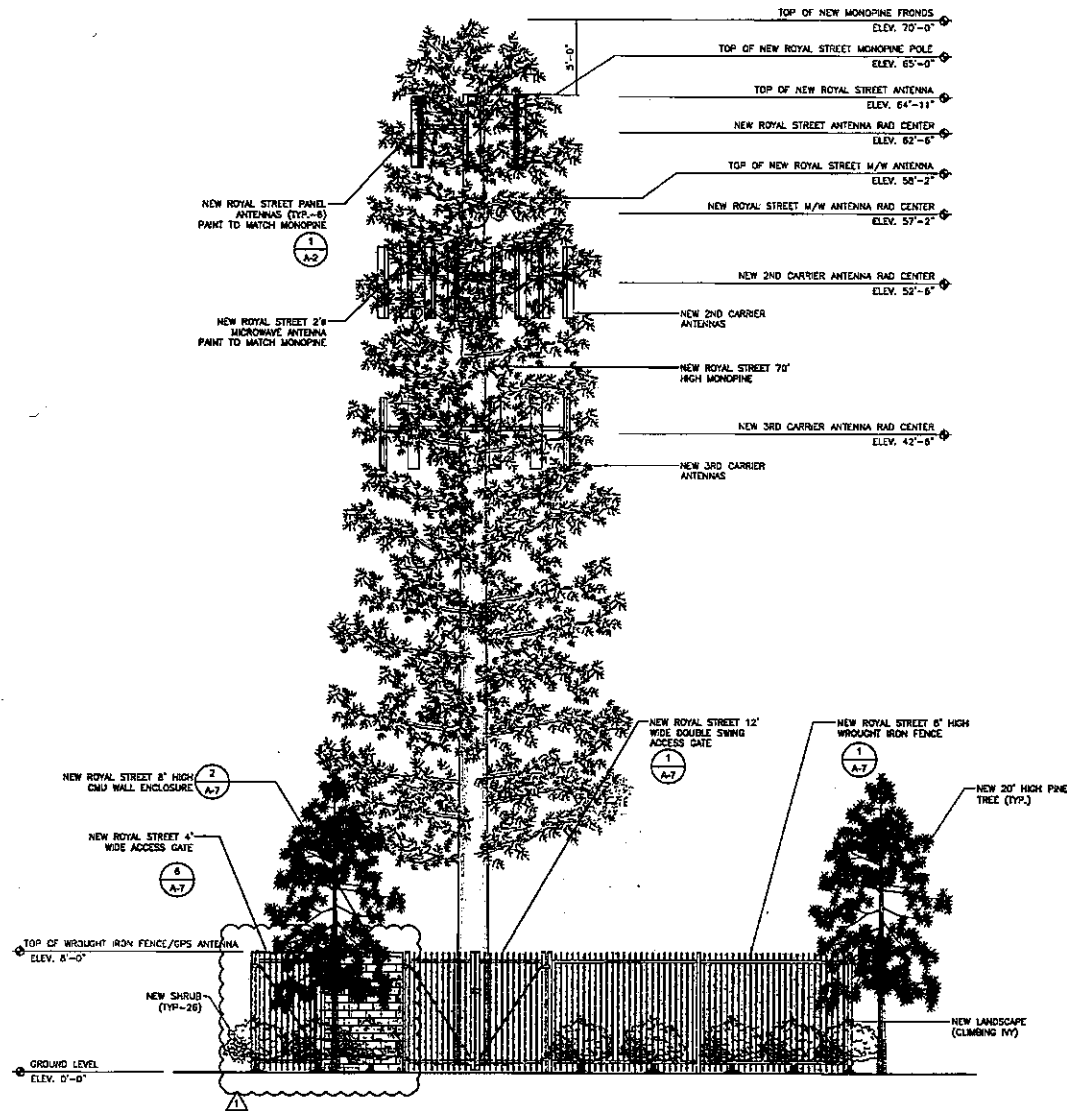 TOP OF NEW MONOPINE FRONDS
ELEV. 70'-0"
TOP OF NEW ROYAL STREET MONOPINE POLE
ELEV. 65'-0"
5'-0"
TOP OF NEW ROYAL STREET ANTENNA
ELEV. 64'-11"
NEW ROYAL STREET ANTENNA RAD CENTER
ELEV. 62'-6"
TOP OF NEW ROYAL STREET M/W ANTENNA
ELEV. 58'-2"
NEW ROYAL STREET M/W ANTENNA RAD CENTER
ELEV. 57'-2"
NEW ROYAL STREET PANEL
ANTENNAS (TYP.-6)
PAINT TO MATCH MONOPINE
1
A-2
NEW 2ND CARRIER ANTENNA RAD CENTER
ELEV. 52'-6"
NEW 2ND CARRIER
ANTENNAS
NEW ROYAL STREET 2'ø
MICROWAVE ANTENNA
PAINT TO MATCH MONOPINE
NEW ROYAL STREET 70'
HIGH MONOPINE
NEW 3RD CARRIER ANTENNA RAD CENTER
ELEV. 42'-6"
NEW 3RD CARRIER
ANTENNAS
NEW ROYAL STREET 12'
WIDE DOUBLE SWING
ACCESS GATE
1
A-7
NEW ROYAL STREET 8' HIGH
WROUGHT IRON FENCE
1
A-7
NEW ROYAL STREET 8' HIGH
CMU WALL ENCLOSURE
2
A-7
NEW 20' HIGH PINE
TREE (TYP.)
NEW ROYAL STREET 4'
WIDE ACCESS GATE
6
A-7
TOP OF WROUGHT IRON FENCE/GPS ANTENNA
ELEV. 8'-0"
NEW SHRUB
(TYP-26)
NEW LANDSCAPE
(CLIMBING IVY)
GROUND LEVEL
ELEV. 0'-0"
1